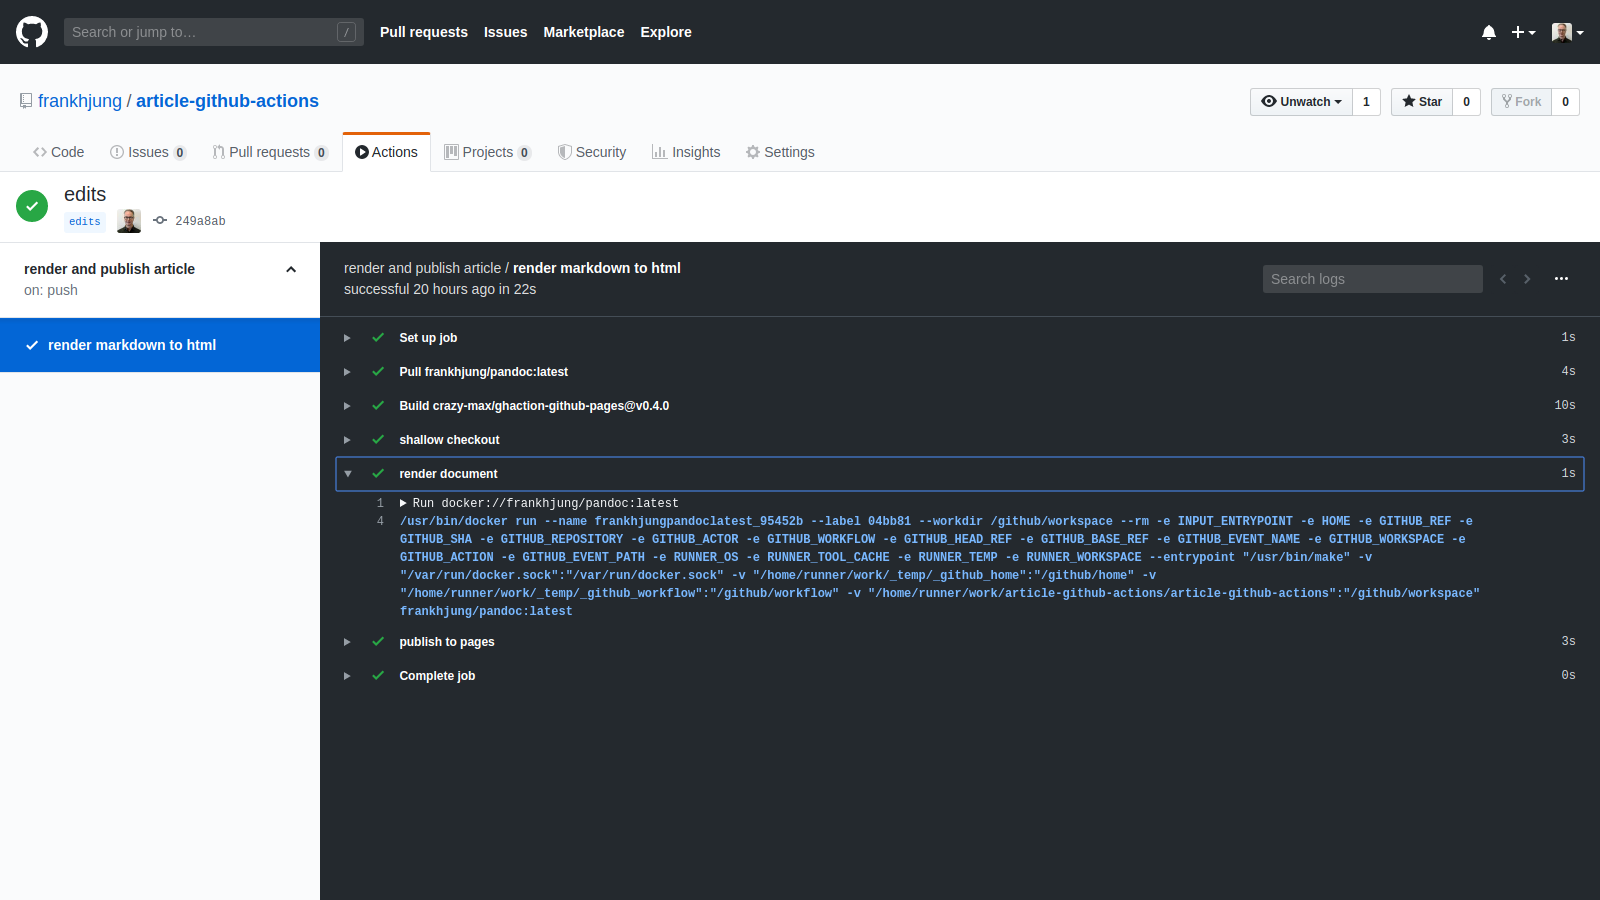 Search or jump to… /
Pull requests Issues Marketplace Explore
frankhjung / article-github-actions
Unwatch 1 Star 0 Fork 0
Code Issues 0 Pull requests 0 Actions Projects 0 Security Insights Settings
edits
edits 249a8ab
render and publish article
on: push
render markdown to html
render and publish article / render markdown to html
successful 20 hours ago in 22s
Search logs
Set up job 1s
Pull frankhjung/pandoc:latest 4s
Build crazy-max/ghaction-github-pages@v0.4.0 10s
shallow checkout 3s
render document 1s
1 Run docker://frankhjung/pandoc:latest
4 /usr/bin/docker run --name frankhjungpandoclatest_95452b --label 04bb81 --workdir /github/workspace --rm -e INPUT_ENTRYPOINT -e HOME -e GITHUB_REF -e
GITHUB_SHA -e GITHUB_REPOSITORY -e GITHUB_ACTOR -e GITHUB_WORKFLOW -e GITHUB_HEAD_REF -e GITHUB_BASE_REF -e GITHUB_EVENT_NAME -e GITHUB_WORKSPACE -e
GITHUB_ACTION -e GITHUB_EVENT_PATH -e RUNNER_OS -e RUNNER_TOOL_CACHE -e RUNNER_TEMP -e RUNNER_WORKSPACE --entrypoint "/usr/bin/make" -v
"/var/run/docker.sock":"/var/run/docker.sock" -v "/home/runner/work/_temp/_github_home":"/github/home" -v
"/home/runner/work/_temp/_github_workflow":"/github/workflow" -v "/home/runner/work/article-github-actions/article-github-actions":"/github/workspace"
frankhjung/pandoc:latest
publish to pages 3s
Complete job 0s